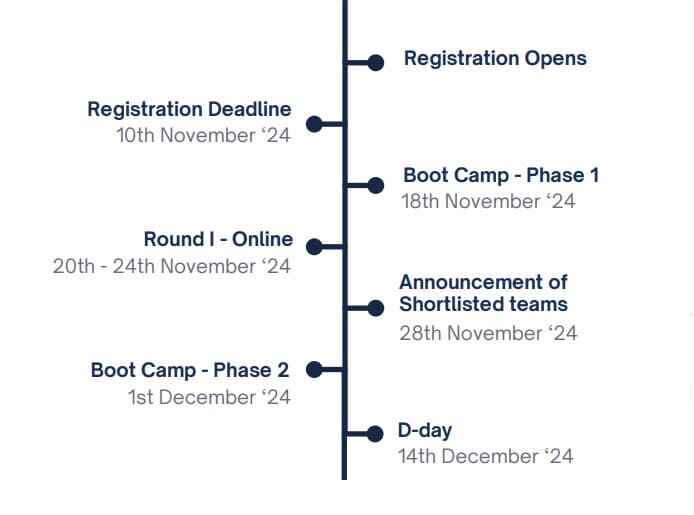 Registration Opens
Registration Deadline
10th November ‘24
Boot Camp - Phase 1
18th November ‘24
Round I - Online
20th - 24th November ‘24
Announcement of
Shortlisted teams
28th November ‘24
Boot Camp - Phase 2
1st December ‘24
D-day
14th December ‘24